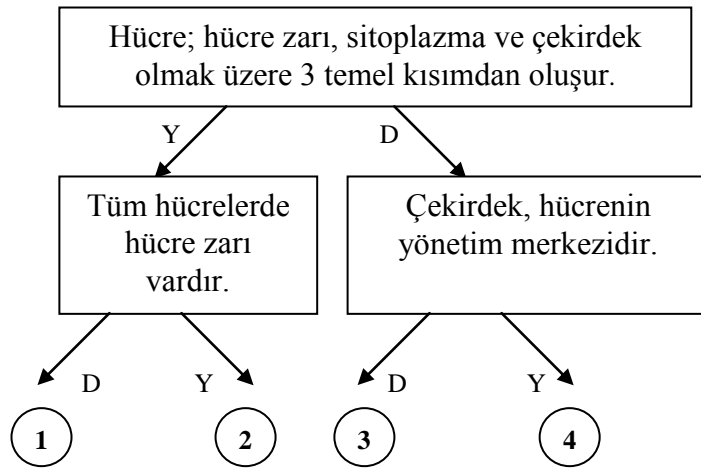 Hücre; hücre zarı, sitoplazma ve çekirdek
olmak üzere 3 temel kısımdan oluşur.
Y
D
Tüm hücrelerde
hücre zarı
vardır.
Çekirdek, hücrenin
yönetim merkezidir.
D
Y
D
Y
1
2
3
4